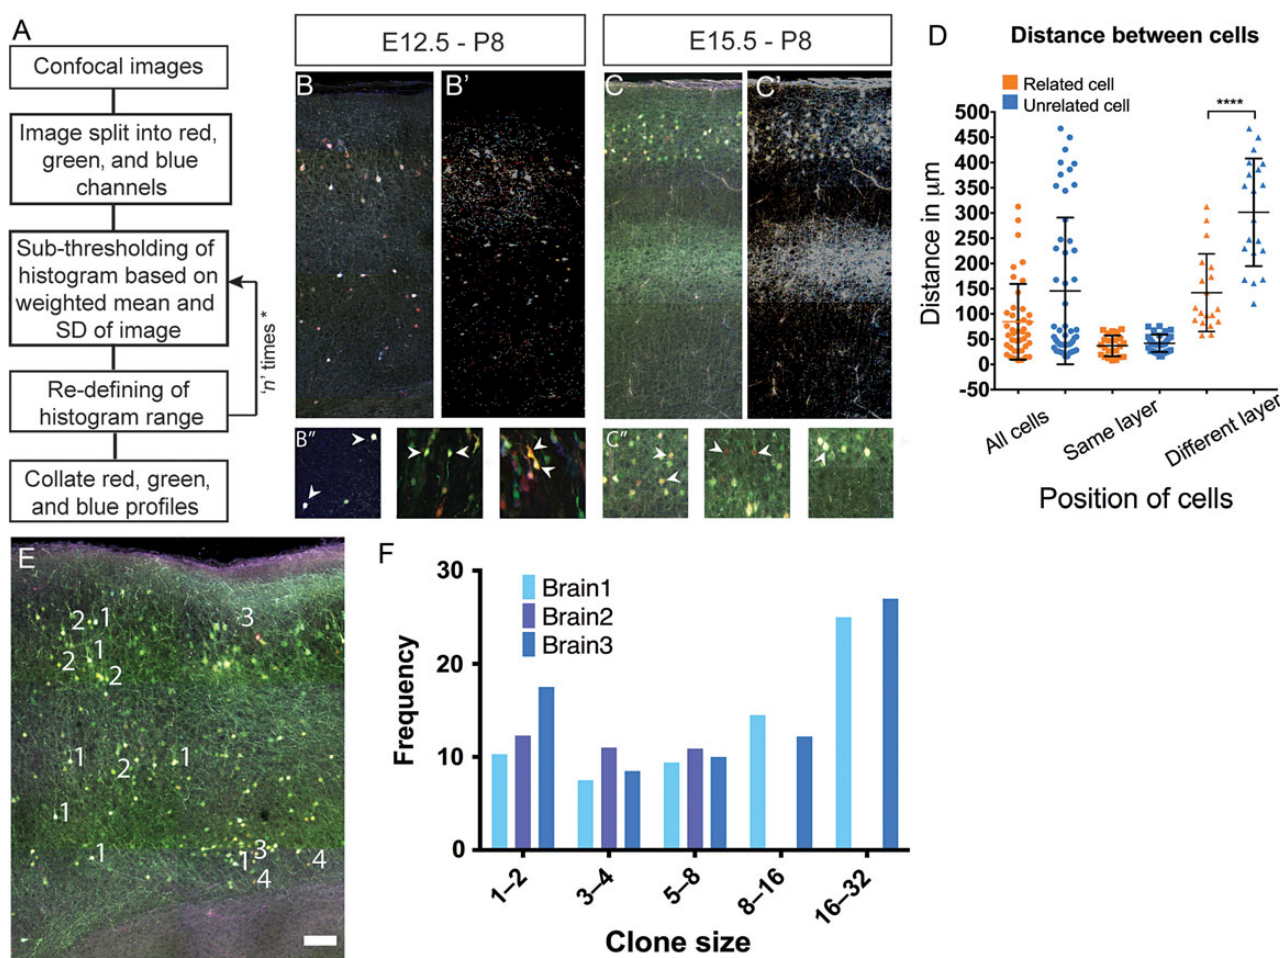 A
Confocal images
Image split into red,
green, and blue
channels
Sub-thresholding of
histogram based on
weighted mean and
SD of image
Re-defining of
histogram range
'n' times *
Collate red, green,
and blue profiles
E12.5 - P8
E15.5 - P8
B
B'
C
C'
B"
C"
D
Distance between cells
Related cell
Unrelated cell
****
Distance in μm
500
450
400
350
300
250
200
150
100
50
0
-50
All cells
Same layer
Different layer
Position of cells
E
2 1
3
1
2
2
1
2
1
1
1
3
1
4
4
F
Brain1
Brain2
Brain3
Frequency
30
20
10
0
1–2
3–4
5–8
8–16
16–32
Clone size